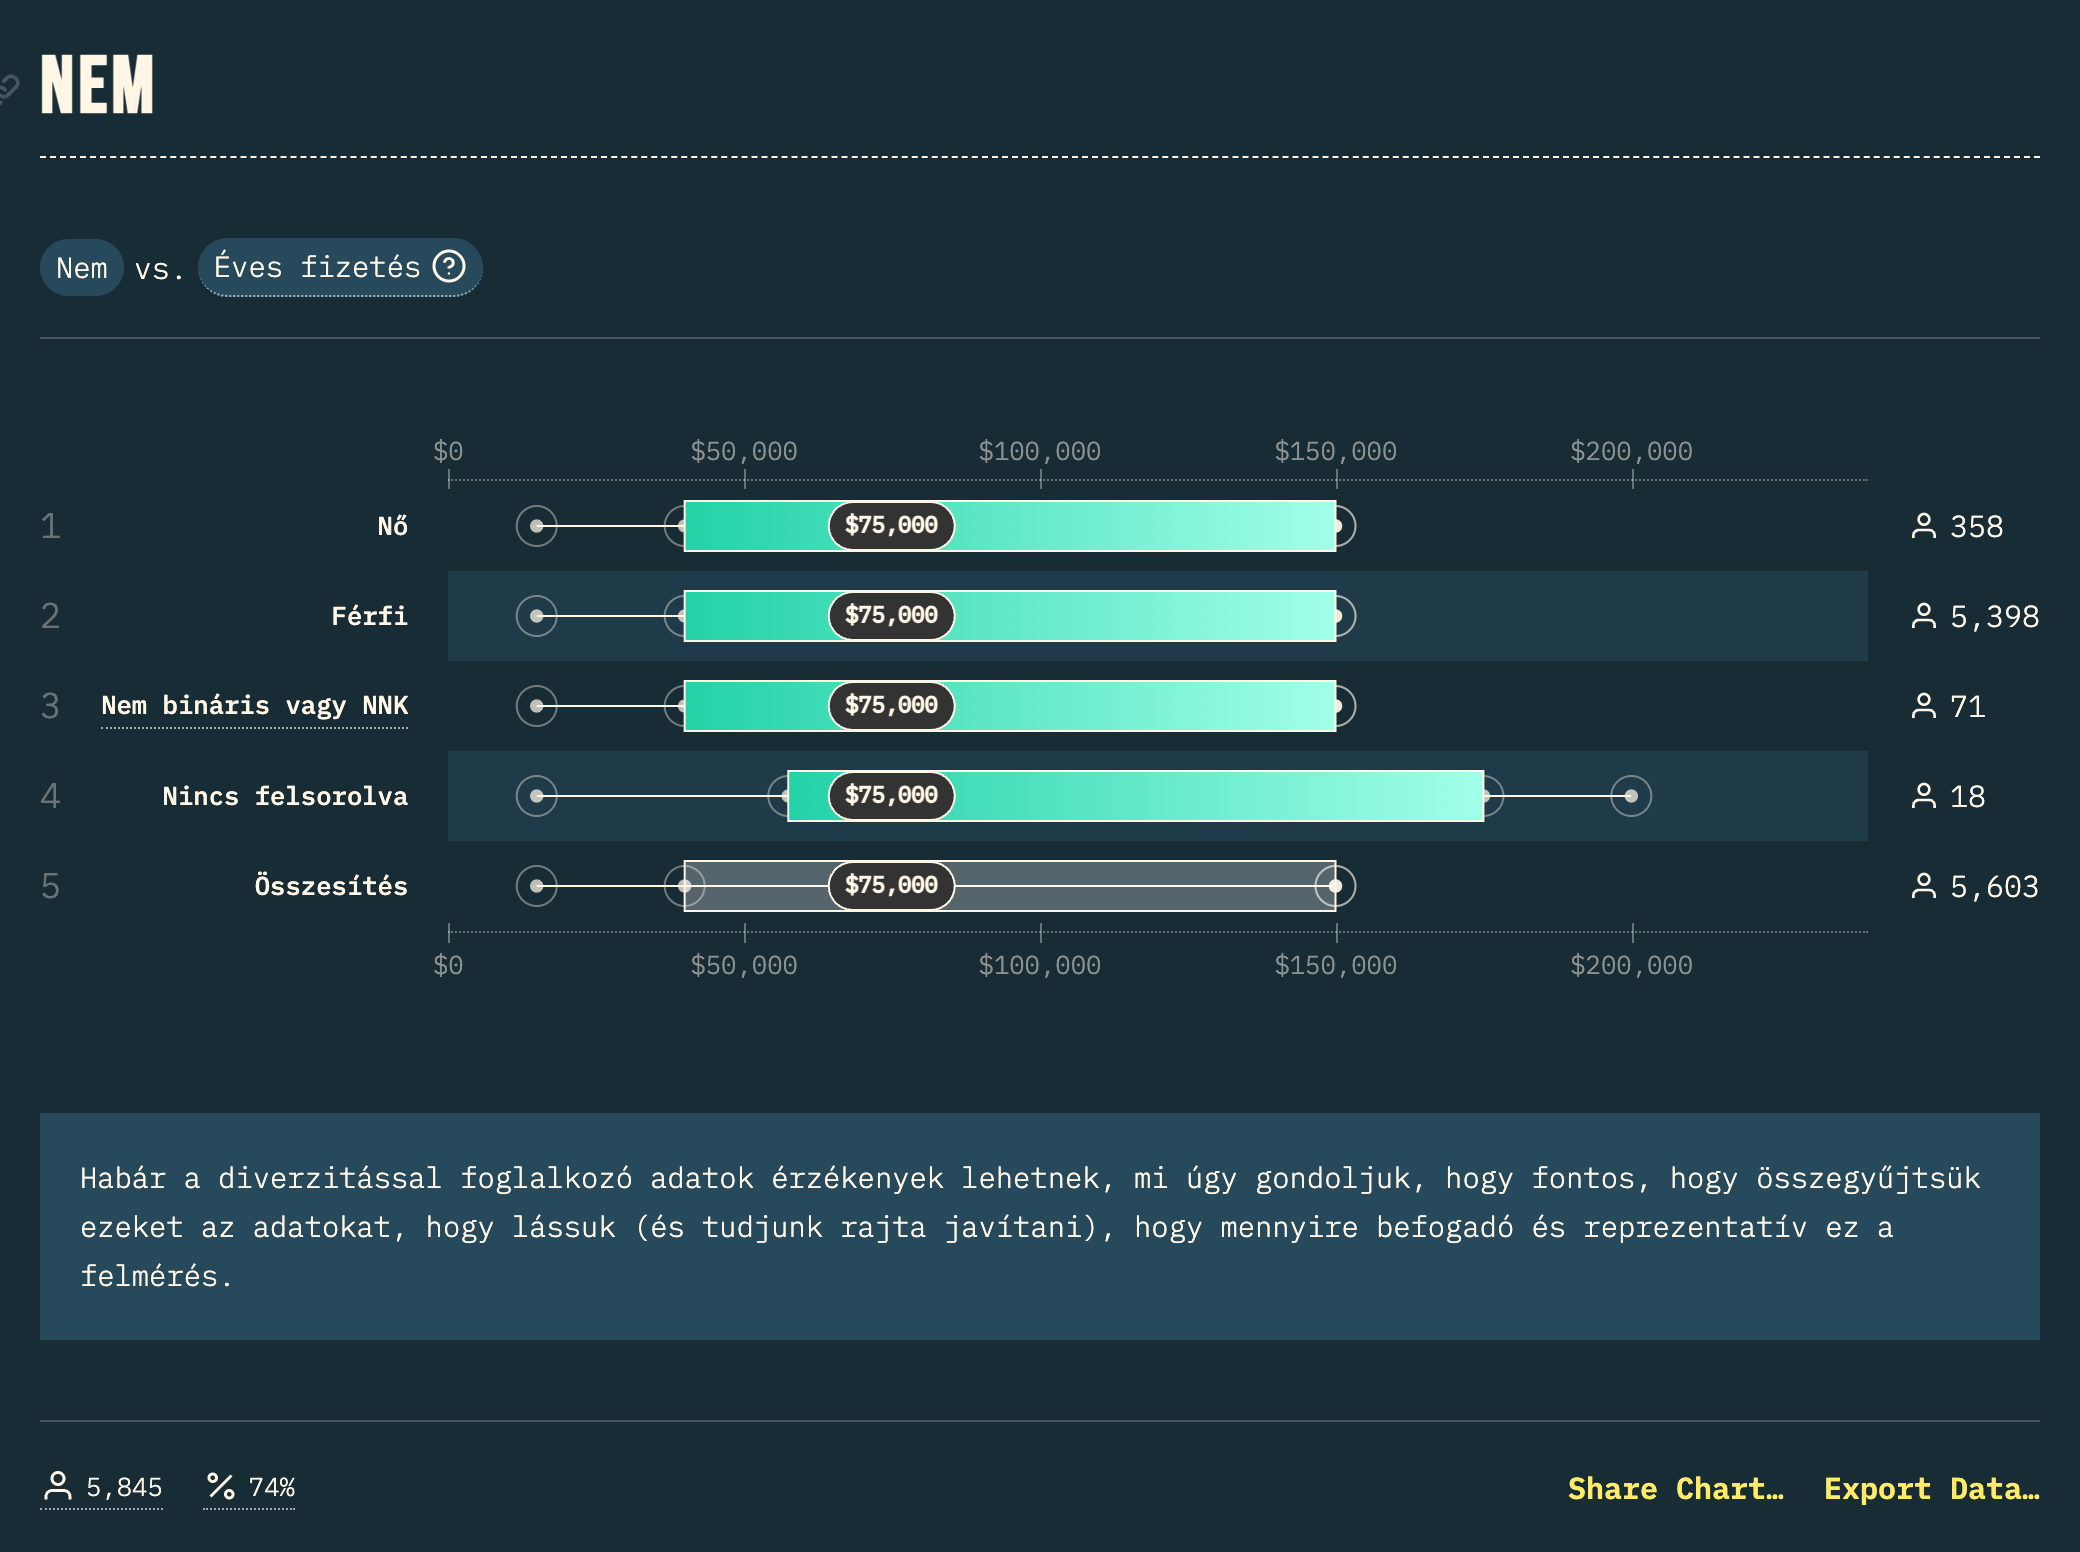 NEM
Nem vs. Éves fizetés ?
$0 $50,000 $100,000 $150,000 $200,000
1 Nő $75,000 358
2 Férfi $75,000 5,398
3 Nem bináris vagy NNK $75,000 71
4 Nincs felsorolva $75,000 18
5 Összesítés $75,000 5,603
$0 $50,000 $100,000 $150,000 $200,000
Habár a diverzitással foglalkozó adatok érzékenyek lehetnek, mi úgy gondoljuk, hogy fontos, hogy összegyűjtsük
ezeket az adatokat, hogy lássuk (és tudjunk rajta javítani), hogy mennyire befogadó és reprezentatív ez a
felmérés.
5,845 % 74% Share Chart… Export Data…